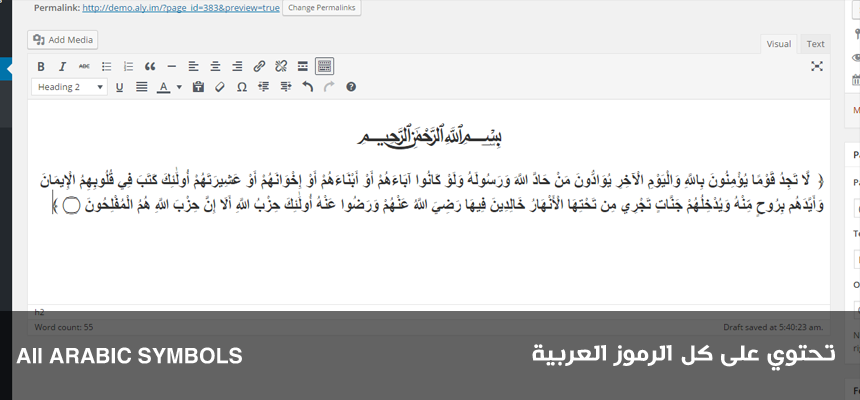 Permalink: http://demo.aly.im/?page_id=383&preview=true Change Permalinks
Add Media
Visual Text
B I ABC
Heading 2 U A Ω
بِسْمِ اللَّهِ الرَّحْمَٰنِ الرَّحِيمِ
﴿ لَّا تَجِدُ قَوْمًا يُؤْمِنُونَ بِاللَّهِ وَالْيَوْمِ الْآخِرِ يُوَادُّونَ مَنْ حَادَّ اللَّهَ وَرَسُولَهُ وَلَوْ كَانُوا آبَاءَهُمْ أَوْ أَبْنَاءَهُمْ أَوْ إِخْوَانَهُمْ أَوْ عَشِيرَتَهُمْ أُولَٰئِكَ كَتَبَ فِي قُلُوبِهِمُ الْإِيمَانَ
وَأَيَّدَهُم بِرُوحٍ مِّنْهُ وَيُدْخِلُهُمْ جَنَّاتٍ تَجْرِي مِن تَحْتِهَا الْأَنْهَارُ خَالِدِينَ فِيهَا رَضِيَ اللَّهُ عَنْهُمْ وَرَضُوا عَنْهُ أُولَٰئِكَ حِزْبُ اللَّهِ أَلَا إِنَّ حِزْبَ اللَّهِ هُمُ الْمُفْلِحُونَ ۝ ﴾
h2
Word count: 55 Draft saved at 5:40:23 am.
All ARABIC SYMBOLS
تحتوي على كل الرموز العربية